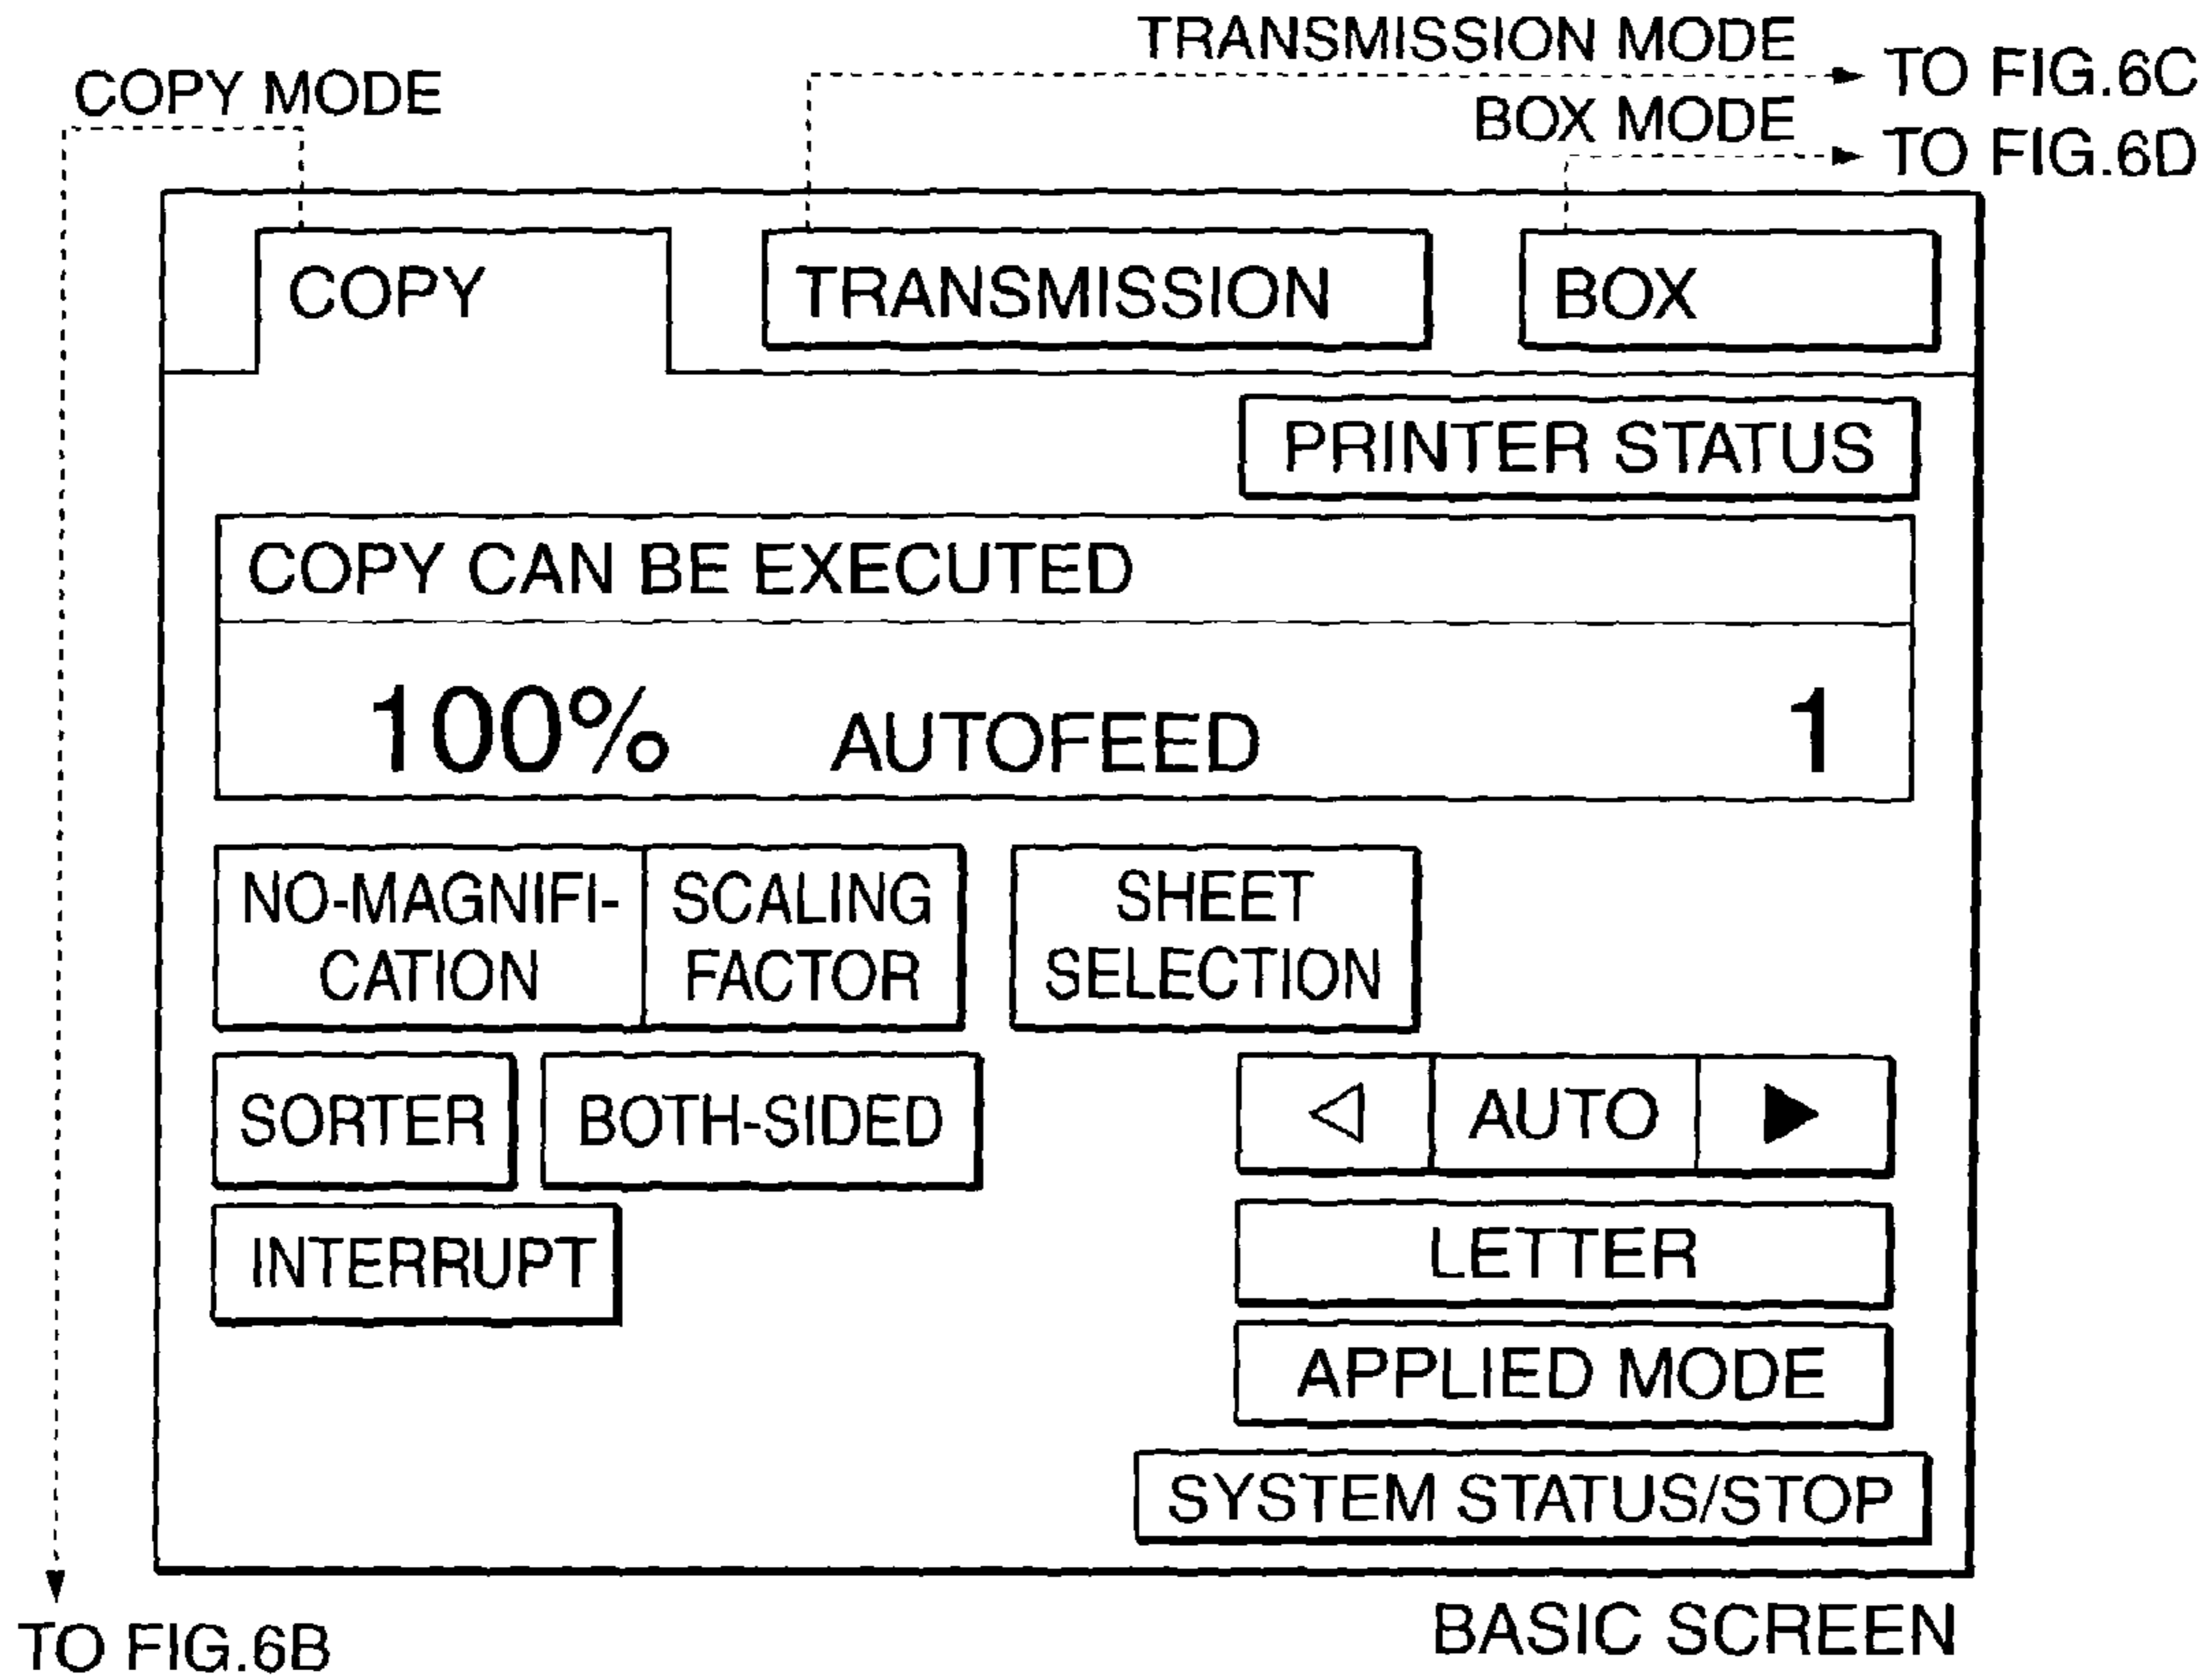 TRANSMISSION MODE
TO FIG.6C
COPY MODE
BOX MODE
TO FIG.6D
COPY
TRANSMISSION
BOX
PRINTER STATUS
COPY CAN BE EXECUTED
100% AUTOFEED 1
NO-MAGNIFI-
CATION
SCALING
FACTOR
SHEET
SELECTION
SORTER
BOTH-SIDED
AUTO
INTERRUPT
LETTER
APPLIED MODE
SYSTEM STATUS/STOP
BASIC SCREEN
TO FIG.6B